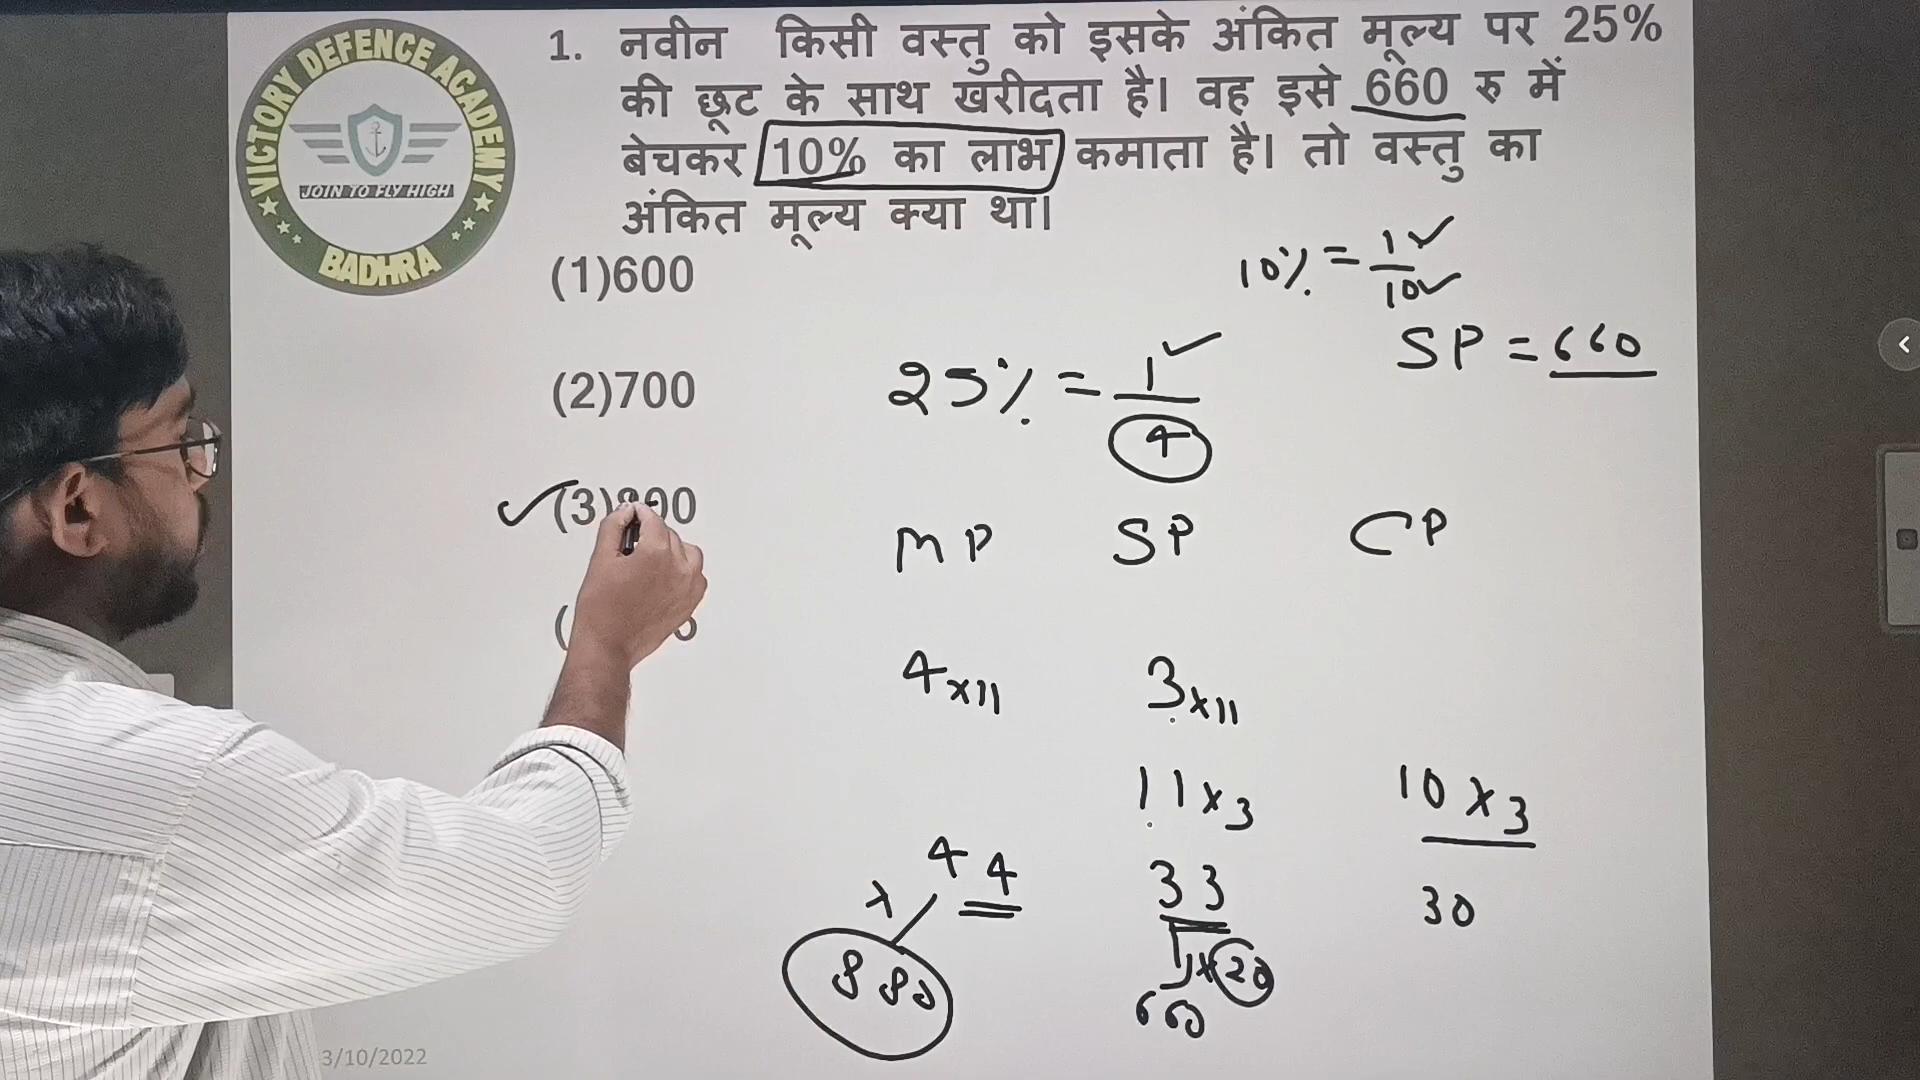 VICTORY DEFENCE ACADEMY
JOIN TO FLY HIGH
BADHRA
1. नवीन किसी वस्तु को इसके अंकित मूल्य पर 25%
की छूट के साथ खरीदता है। वह इसे 660 रु में
बेचकर 10% का लाभ कमाता है। तो वस्तु का
अंकित मूल्य क्या था।
(1)600
(2)700
(3)
10% = 1/10
SP = 660
25% = 1/4
MP SP CP
4x11 3x11
11x3 10x3
44 33 30
x20
880 660
3/10/2022